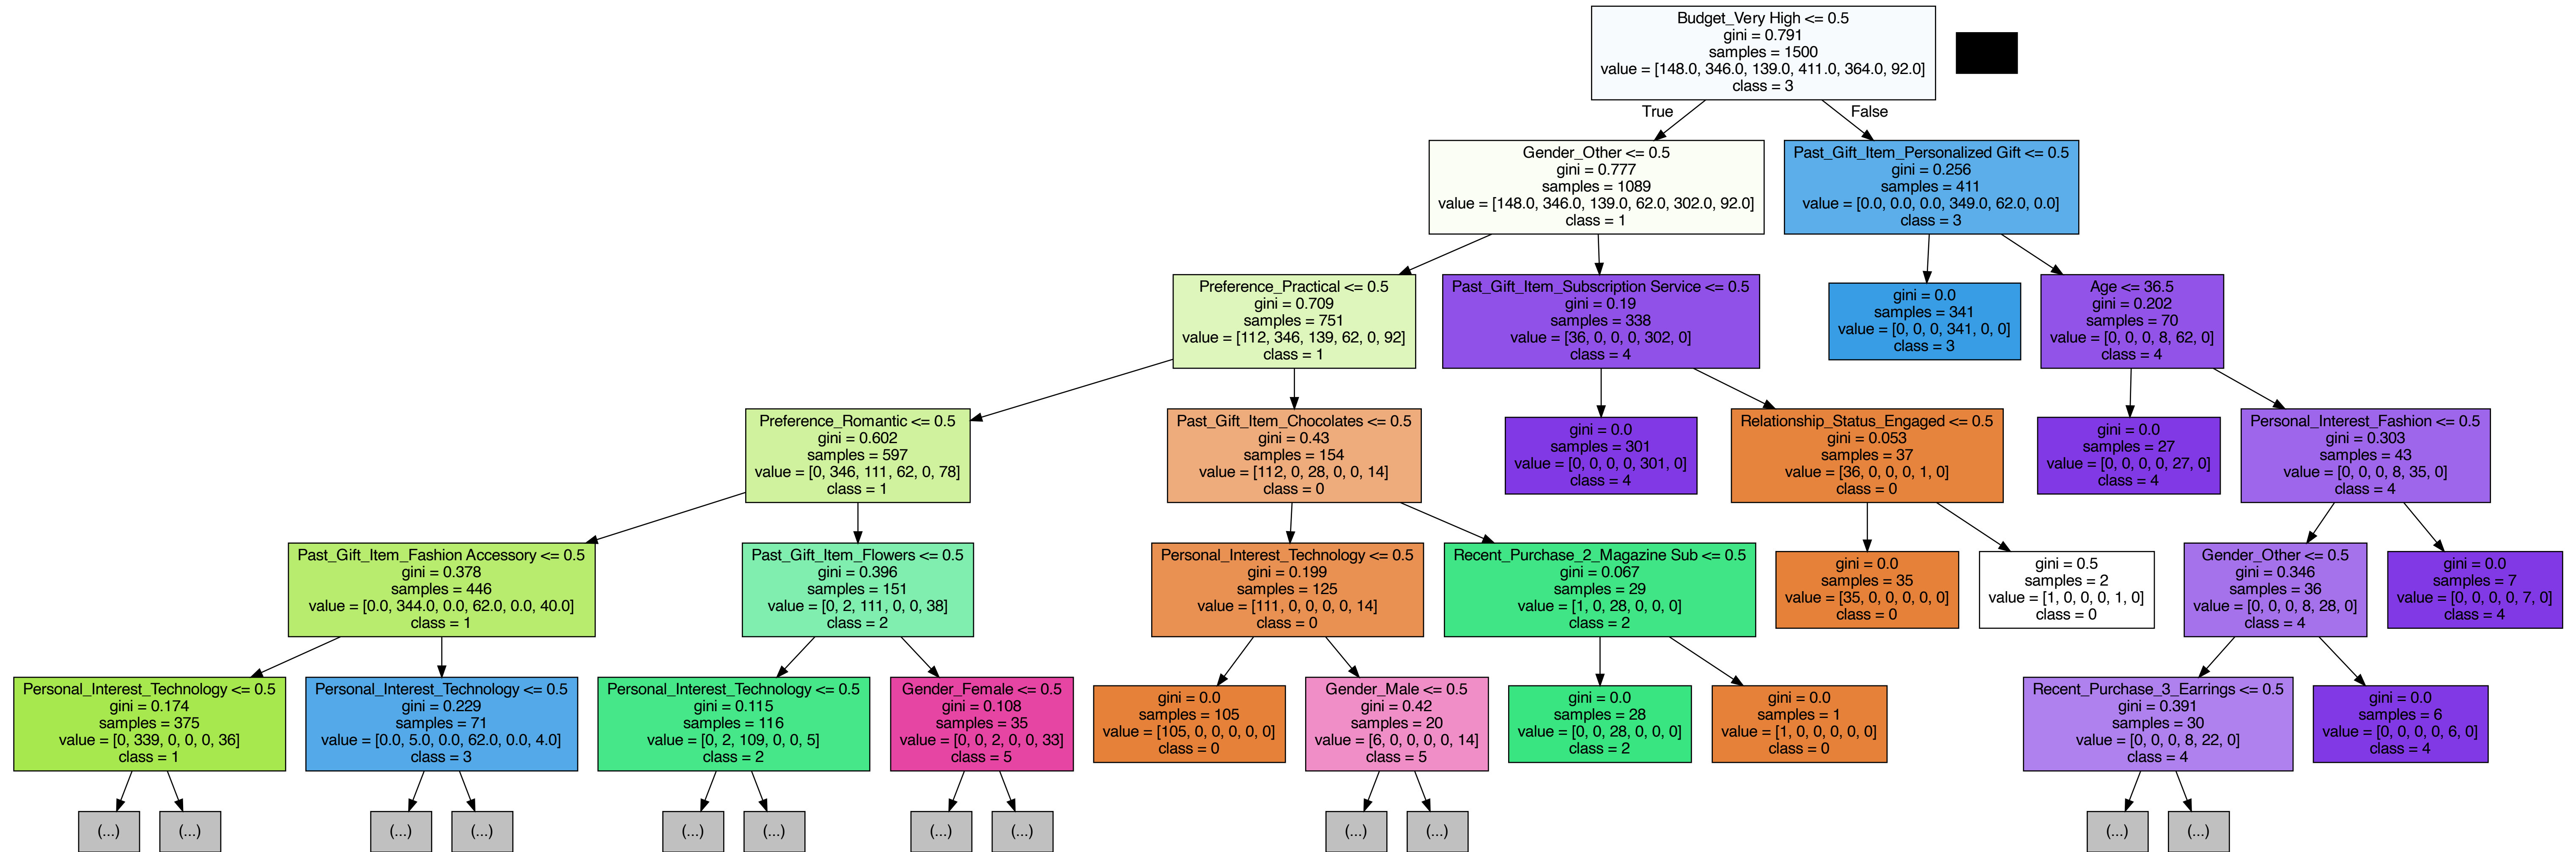 Budget_Very High <= 0.5
gini = 0.791
samples = 1500
value = [148.0, 346.0, 139.0, 411.0, 364.0, 92.0]
class = 3
True
False
Gender_Other <= 0.5
gini = 0.777
samples = 1089
value = [148.0, 346.0, 139.0, 62.0, 302.0, 92.0]
class = 1
Past_Gift_Item_Personalized Gift <= 0.5
gini = 0.256
samples = 411
value = [0.0, 0.0, 0.0, 349.0, 62.0, 0.0]
class = 3
Preference_Practical <= 0.5
gini = 0.709
samples = 751
value = [112, 346, 139, 62, 0, 92]
class = 1
Past_Gift_Item_Subscription Service <= 0.5
gini = 0.19
samples = 338
value = [36, 0, 0, 0, 302, 0]
class = 4
gini = 0.0
samples = 341
value = [0, 0, 0, 341, 0, 0]
class = 3
Age <= 36.5
gini = 0.202
samples = 70
value = [0, 0, 0, 8, 62, 0]
class = 4
Preference_Romantic <= 0.5
gini = 0.602
samples = 597
value = [0, 346, 111, 62, 0, 78]
class = 1
Past_Gift_Item_Chocolates <= 0.5
gini = 0.43
samples = 154
value = [112, 0, 28, 0, 0, 14]
class = 0
gini = 0.0
samples = 301
value = [0, 0, 0, 0, 301, 0]
class = 4
Relationship_Status_Engaged <= 0.5
gini = 0.053
samples = 37
value = [36, 0, 0, 0, 1, 0]
class = 0
gini = 0.0
samples = 27
value = [0, 0, 0, 0, 27, 0]
class = 4
Personal_Interest_Fashion <= 0.5
gini = 0.303
samples = 43
value = [0, 0, 0, 8, 35, 0]
class = 4
Past_Gift_Item_Fashion Accessory <= 0.5
gini = 0.378
samples = 446
value = [0.0, 344.0, 0.0, 62.0, 0.0, 40.0]
class = 1
Past_Gift_Item_Flowers <= 0.5
gini = 0.396
samples = 151
value = [0, 2, 111, 0, 0, 38]
class = 2
Personal_Interest_Technology <= 0.5
gini = 0.199
samples = 125
value = [111, 0, 0, 0, 0, 14]
class = 0
Recent_Purchase_2_Magazine Sub <= 0.5
gini = 0.067
samples = 29
value = [1, 0, 28, 0, 0, 0]
class = 2
gini = 0.0
samples = 35
value = [35, 0, 0, 0, 0, 0]
class = 0
gini = 0.5
samples = 2
value = [1, 0, 0, 0, 1, 0]
class = 0
Gender_Other <= 0.5
gini = 0.346
samples = 36
value = [0, 0, 0, 8, 28, 0]
class = 4
gini = 0.0
samples = 7
value = [0, 0, 0, 0, 7, 0]
class = 4
Personal_Interest_Technology <= 0.5
gini = 0.174
samples = 375
value = [0, 339, 0, 0, 0, 36]
class = 1
Personal_Interest_Technology <= 0.5
gini = 0.229
samples = 71
value = [0.0, 5.0, 0.0, 62.0, 0.0, 4.0]
class = 3
Personal_Interest_Technology <= 0.5
gini = 0.115
samples = 116
value = [0, 2, 109, 0, 0, 5]
class = 2
Gender_Female <= 0.5
gini = 0.108
samples = 35
value = [0, 0, 2, 0, 0, 33]
class = 5
gini = 0.0
samples = 105
value = [105, 0, 0, 0, 0, 0]
class = 0
Gender_Male <= 0.5
gini = 0.42
samples = 20
value = [6, 0, 0, 0, 0, 14]
class = 5
gini = 0.0
samples = 28
value = [0, 0, 28, 0, 0, 0]
class = 2
gini = 0.0
samples = 1
value = [1, 0, 0, 0, 0, 0]
class = 0
Recent_Purchase_3_Earrings <= 0.5
gini = 0.391
samples = 30
value = [0, 0, 0, 8, 22, 0]
class = 4
gini = 0.0
samples = 6
value = [0, 0, 0, 0, 6, 0]
class = 4
(...)
(...)
(...)
(...)
(...)
(...)
(...)
(...)
(...)
(...)
(...)
(...)